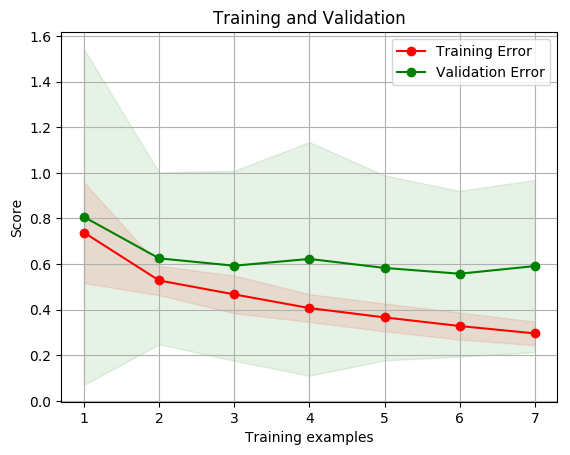 Training and Validation
Training Error
Validation Error
1.6
1.4
1.2
1.0
0.8
0.6
0.4
0.2
0.0
Score
1 2 3 4 5 6 7
Training examples